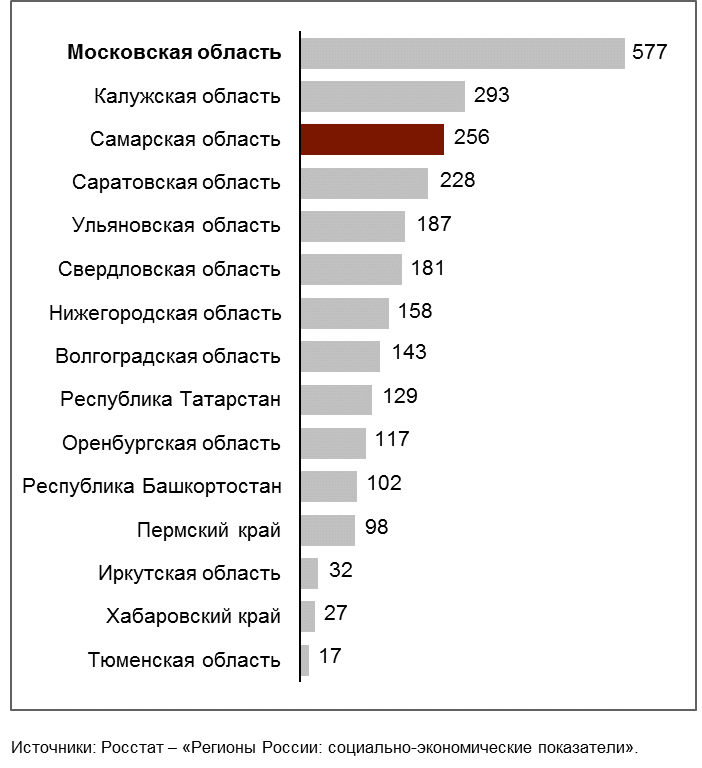 Московская область 577
Калужская область 293
Самарская область 256
Саратовская область 228
Ульяновская область 187
Свердловская область 181
Нижегородская область 158
Волгоградская область 143
Республика Татарстан 129
Оренбургская область 117
Республика Башкортостан 102
Пермский край 98
Иркутская область 32
Хабаровский край 27
Тюменская область 17
Источники: Росстат – «Регионы России: социально-экономические показатели».